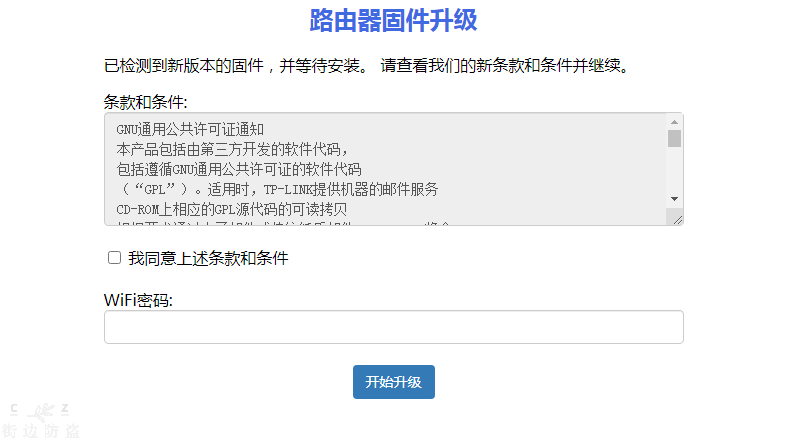 路由器固件升级
已检测到新版本的固件，并等待安装。 请查看我们的新条款和条件并继续。
条款和条件:
GNU通用公共许可证通知
本产品包括由第三方开发的软件代码，
包括遵循GNU通用公共许可证的软件代码
（“GPL”）。适用时，TP-LINK提供机器的邮件服务
CD-ROM上相应的GPL源代码的可读拷贝
我同意上述条款和条件
WiFi密码:
开始升级
C Z
街边防盗